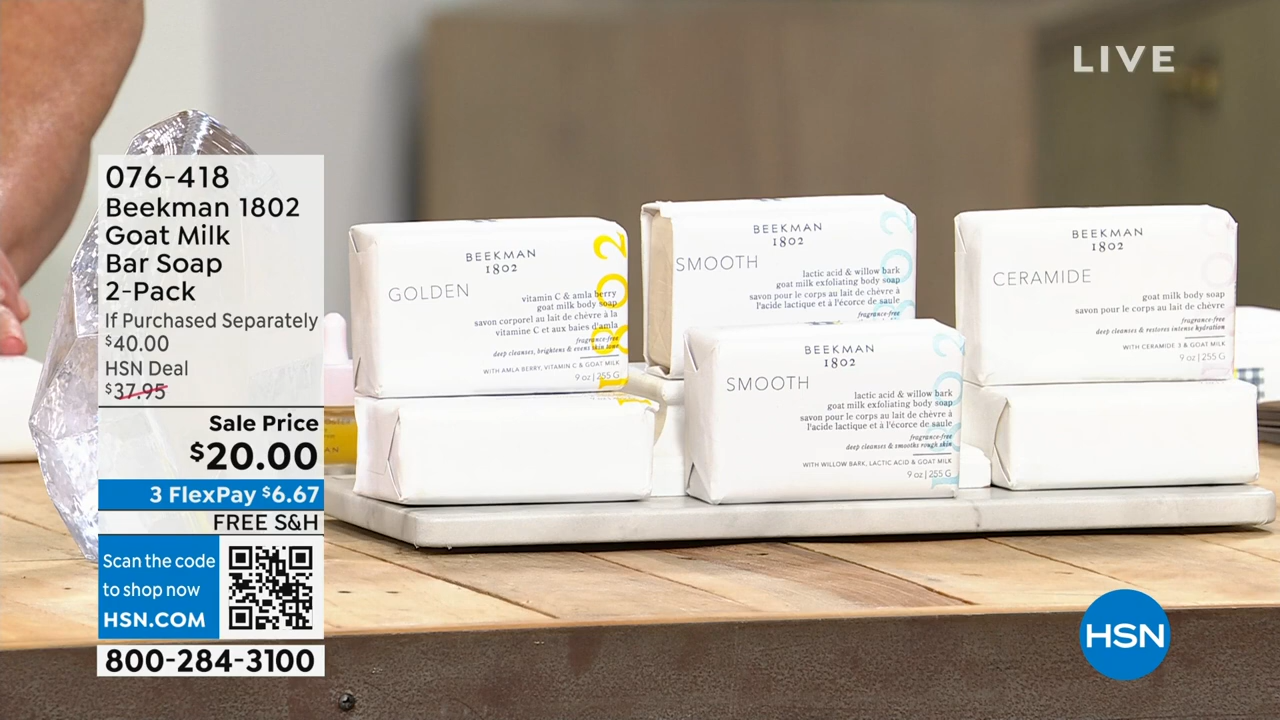 LIVE
076-418
Beekman 1802
Goat Milk
Bar Soap
2-Pack
If Purchased Separately
$40.00
HSN Deal
$37.95
Sale Price
$20.00
3 FlexPay $6.67
FREE S&H
Scan the code
to shop now
HSN.COM
800-284-3100
BEEKMAN
1802
GOLDEN
vitamin C & amla berry
goat milk body soap
savon corporel au lait de chèvre à la
vitamine C et aux baies d'amla
fragrance-free
deep cleanses, brightens & evens skin tone
WITH AMLA BERRY, VITAMIN C & GOAT MILK
9 oz | 255 G
1802
BEEKMAN
1802
SMOOTH
lactic acid & willow bark
goat milk exfoliating body soap
savon pour le corps au lait de chèvre à
l'acide lactique et à l'écorce de saule
fragrance-free
1802
BEEKMAN
1802
SMOOTH
lactic acid & willow bark
goat milk exfoliating body soap
savon pour le corps au lait de chèvre à
l'acide lactique et à l'écorce de saule
fragrance-free
deep cleanses & smooths rough skin
WITH WILLOW BARK, LACTIC ACID & GOAT MILK
9 oz | 255 G
1802
BEEKMAN
1802
CERAMIDE
goat milk body soap
savon pour le corps au lait de chèvre
fragrance-free
deep cleanses & restores intense hydration
WITH CERAMIDE 3 & GOAT MILK
9 oz | 255 G
HSN